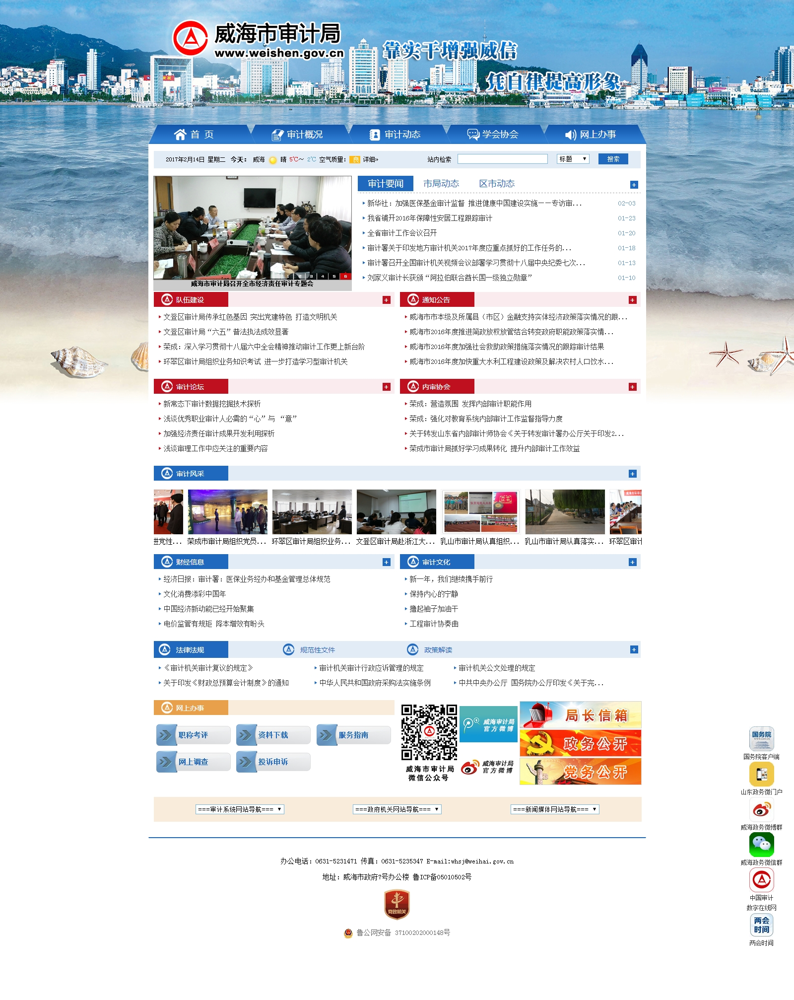 威海市审计局
www.weishen.gov.cn
靠实干增强威信
凭自律提高形象
首 页 审计概况 审计动态 学会协会 网上办事
2017年2月14日 星期二 今天： 威海 晴 5℃～ 2℃ 空气质量： 良 详细» 站内检索 标题 搜索
审计要闻 市局动态 区市动态
新华社：加强医保基金审计监督 推进健康中国建设实施——专访审... 02-03
我省铺开2016年保障性安居工程跟踪审计 01-23
全省审计工作会议召开 01-20
审计署关于印发地方审计机关2017年度应重点抓好的工作任务的... 01-18
审计署召开全国审计机关视频会议部署学习贯彻十八届中央纪委七次... 01-13
刘家义审计长获颁“阿拉伯联合酋长国一级独立勋章” 01-10
1 2 3 4 5 6
威海市审计局召开全市经济责任审计专题会
队伍建设
文登区审计局传承红色基因 突出党建特色 打造文明机关
文登区审计局“六五”普法执法成效显著
荣成：深入学习贯彻十八届六中全会精神推动审计工作更上新台阶
环翠区审计局组织业务知识考试 进一步打造学习型审计机关
通知公告
威海市市本级及所属县（市区）金融支持实体经济政策落实情况的跟...
威海市2016年度推进简政放权放管结合转变政府职能政策落实情...
威海市2016年度加强社会救助政策措施落实情况的跟踪审计结果
威海市2016年度加快重大水利工程建设政策及解决农村人口饮水...
审计论坛
新常态下审计数据挖掘技术探析
浅谈优秀职业审计人必需的“心”与 “意”
加强经济责任审计成果开发利用探析
浅谈审理工作中应关注的重要内容
内审协会
荣成：营造氛围 发挥内部审计职能作用
荣成：强化对教育系统内部审计工作监督指导力度
关于转发山东省内部审计师协会《关于转发审计署办公厅关于印发2...
荣成市审计局抓好学习成果转化 提升内部审计工作效益
审计风采
进党性... 荣成市审计局组织党员... 环翠区审计局组织业务... 文登区审计局赴浙江大... 乳山市审计局认真组织... 乳山市审计局认真落实... 环翠区审计
财经信息
经济日报：审计署：医保业务经办和基金管理总体规范
文化消费添彩中国年
中国经济新动能已经开始聚集
电价监管有规矩 降本增效有盼头
审计文化
新一年，我们继续携手前行
保持内心的宁静
撸起袖子加油干
工程审计协奏曲
法律法规 规范性文件 政策解读
《审计机关审计复议的规定》 审计机关审计行政应诉管理的规定 审计机关公文处理的规定
关于印发《财政总预算会计制度》的通知 中华人民共和国政府采购法实施条例 中共中央办公厅 国务院办公厅印发《关于完...
网上办事
职称考评 资料下载 服务指南
网上调查 投诉申诉
威海市审计局
微信公众号
威海审计局
官方微博
威海审计局
官方微博
局长信箱
政务公开
党务公开
===审计系统网站导航=== ===政府机关网站导航=== ===新闻媒体网站导航===
办公电话：0631-5231471 传真：0631-5235347 E-mail:whsj@weihai.gov.cn
地址：威海市政府7号办公楼 鲁ICP备05010502号
党政机关
鲁公网安备 37100202000148号
国务院
www.gov.cn
国务院客户端
山东政务微门户
威海政务微博群
威海政务微信群
中国审计
数字在线网
两会
时间
两会时间